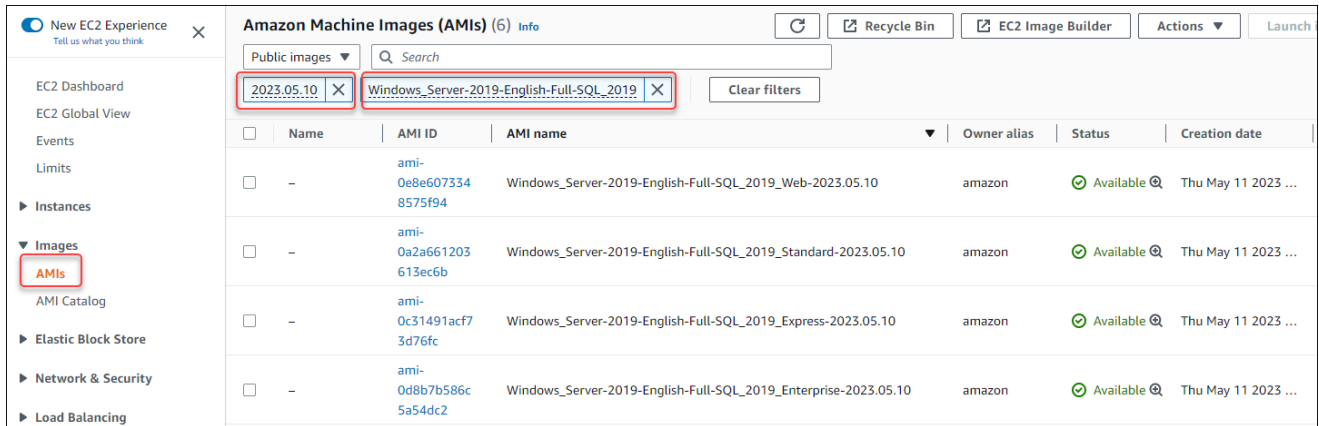 New EC2 Experience
Tell us what you think
EC2 Dashboard
EC2 Global View
Events
Limits
Instances
Images
AMIs
AMI Catalog
Elastic Block Store
Network & Security
Load Balancing
Amazon Machine Images (AMIs) (6) Info
Recycle Bin
EC2 Image Builder
Actions
Launch
Public images
Search
2023.05.10
Windows_Server-2019-English-Full-SQL_2019
Clear filters
Name AMI ID AMI name Owner alias Status Creation date
ami-
0e8e607334
8575f94
– Windows_Server-2019-English-Full-SQL_2019_Web-2023.05.10 amazon Available Thu May 11 2023 ...
ami-
0a2a661203
613ec6b
– Windows_Server-2019-English-Full-SQL_2019_Standard-2023.05.10 amazon Available Thu May 11 2023 ...
ami-
0c31491acf7
3d76fc
– Windows_Server-2019-English-Full-SQL_2019_Express-2023.05.10 amazon Available Thu May 11 2023 ...
ami-
0d8b7b586c
5a54dc2
– Windows_Server-2019-English-Full-SQL_2019_Enterprise-2023.05.10 amazon Available Thu May 11 2023 ...